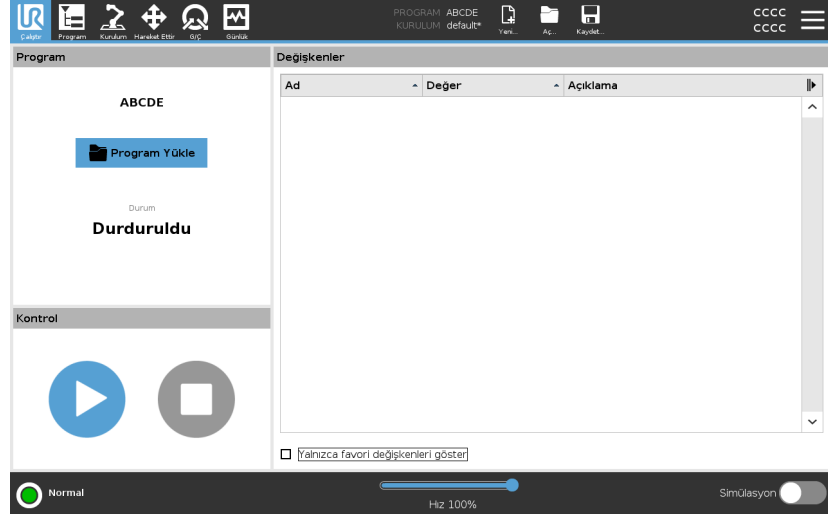 UR
Çalıştır
Program
Kurulum
Hareket Ettir
G/Ç
Günlük
PROGRAM ABCDE
KURULUM default*
Yeni...
Aç...
Kaydet...
CCCC
CCCC
Program
ABCDE
Program Yükle
Durum
Durduruldu
Kontrol
Değişkenler
Ad
Değer
Açıklama
Yalnızca favori değişkenleri göster
Normal
Hız 100%
Simülasyon